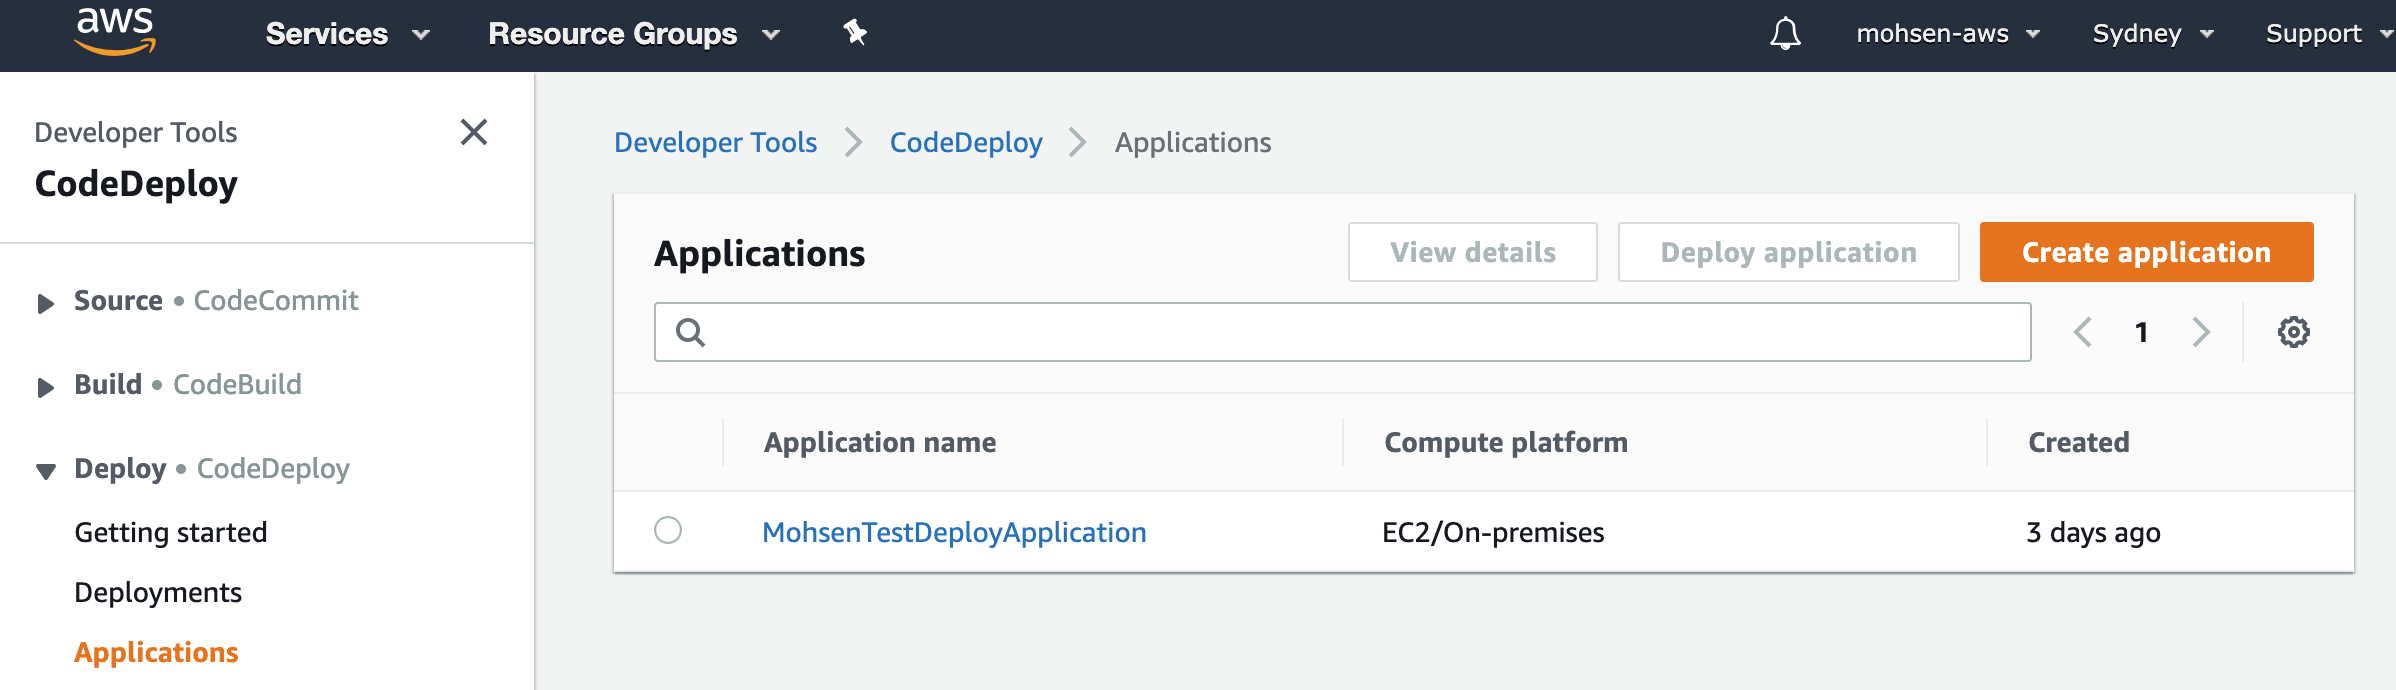 aws Services Resource Groups mohsen-aws Sydney Support
Developer Tools
CodeDeploy
Source • CodeCommit
Build • CodeBuild
Deploy • CodeDeploy
Getting started
Deployments
Applications
Developer Tools > CodeDeploy > Applications
Applications View details Deploy application Create application
1
Application name Compute platform Created
MohsenTestDeployApplication EC2/On-premises 3 days ago